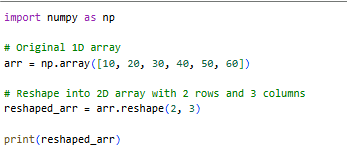 import numpy as np
# Original 1D array
arr = np.array([10, 20, 30, 40, 50, 60])
# Reshape into 2D array with 2 rows and 3 columns
reshaped_arr = arr.reshape(2, 3)
print(reshaped_arr)